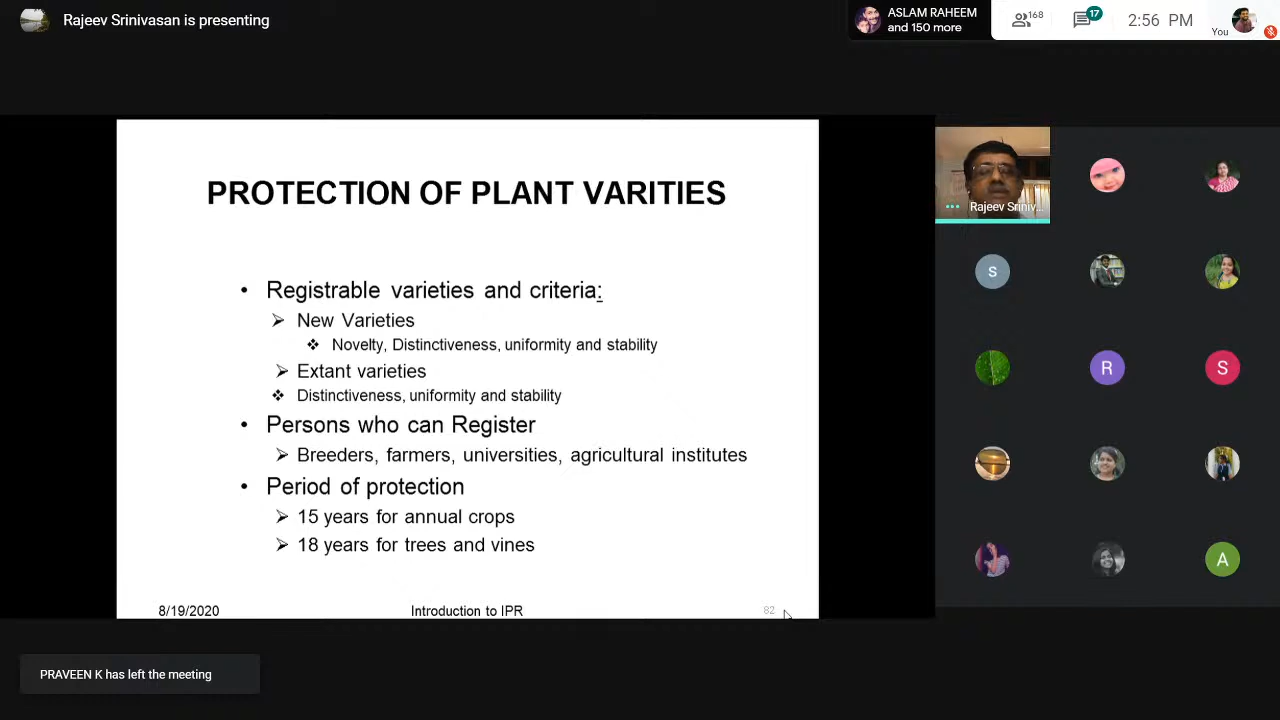 Rajeev Srinivasan is presenting
ASLAM RAHEEM
and 150 more
168
17
2:56 PM
You
PROTECTION OF PLANT VARITIES
• Registrable varieties and criteria:
➢ New Varieties
❖ Novelty, Distinctiveness, uniformity and stability
➢ Extant varieties
❖ Distinctiveness, uniformity and stability
• Persons who can Register
➢ Breeders, farmers, universities, agricultural institutes
• Period of protection
➢ 15 years for annual crops
➢ 18 years for trees and vines
8/19/2020
Introduction to IPR
82
Rajeev Sriniv...
S
R
S
A
PRAVEEN K has left the meeting